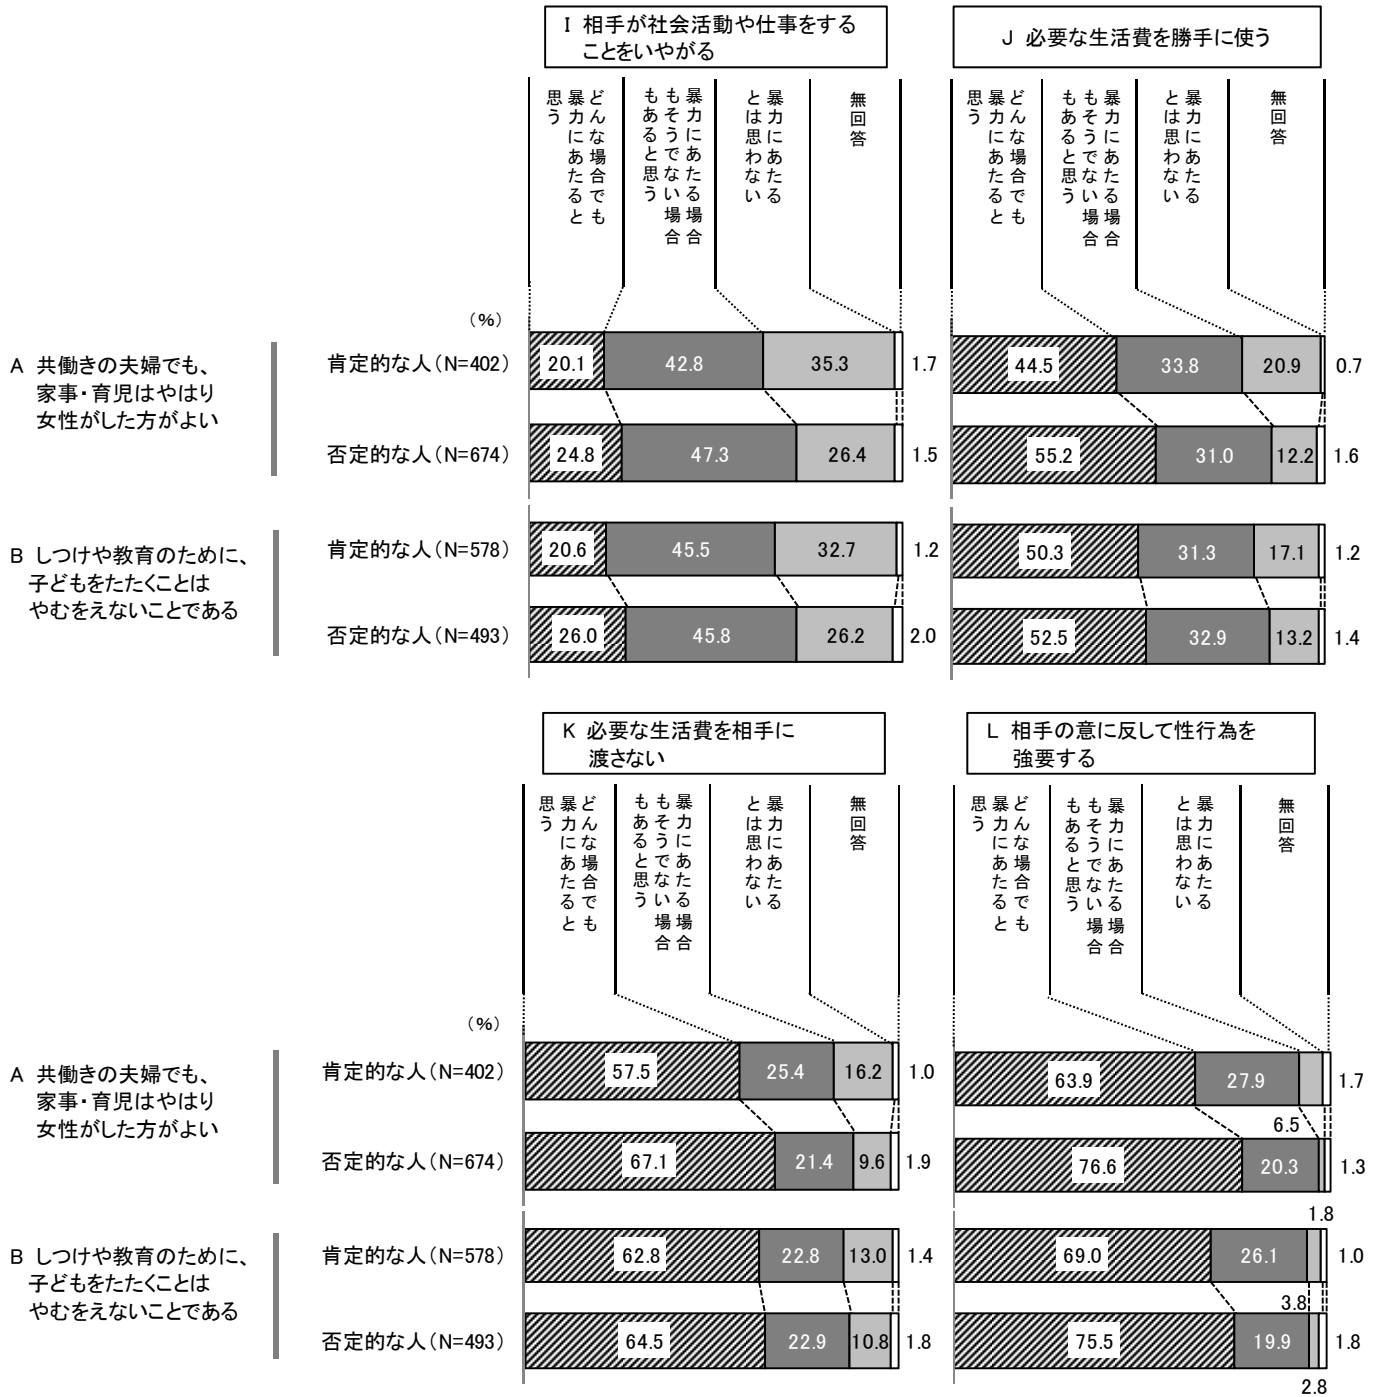 I 相手が社会活動や仕事をする
ことをいやがる
J 必要な生活費を勝手に使う
どんな場合でも
暴力にあたると
思う
暴力にあたる場合
もそうでない場合
もあると思う
暴力にあたる
とは思わない
無回答
どんな場合でも
暴力にあたると
思う
暴力にあたる場合
もそうでない場合
もあると思う
暴力にあたる
とは思わない
無回答
(%)
A 共働きの夫婦でも、
家事・育児はやはり
女性がした方がよい
肯定的な人(N=402)
20.1 42.8 35.3 1.7
44.5 33.8 20.9 0.7
否定的な人(N=674)
24.8 47.3 26.4 1.5
55.2 31.0 12.2 1.6
B しつけや教育のために、
子どもをたたくことは
やむをえないことである
肯定的な人(N=578)
20.6 45.5 32.7 1.2
50.3 31.3 17.1 1.2
否定的な人(N=493)
26.0 45.8 26.2 2.0
52.5 32.9 13.2 1.4
K 必要な生活費を相手に
渡さない
L 相手の意に反して性行為を
強要する
どんな場合でも
暴力にあたると
思う
暴力にあたる場合
もそうでない場合
もあると思う
暴力にあたる
とは思わない
無回答
どんな場合でも
暴力にあたると
思う
暴力にあたる場合
もそうでない場合
もあると思う
暴力にあたる
とは思わない
無回答
(%)
A 共働きの夫婦でも、
家事・育児はやはり
女性がした方がよい
肯定的な人(N=402)
57.5 25.4 16.2 1.0
63.9 27.9 6.5 1.7
否定的な人(N=674)
67.1 21.4 9.6 1.9
76.6 20.3 1.8 1.3
B しつけや教育のために、
子どもをたたくことは
やむをえないことである
肯定的な人(N=578)
62.8 22.8 13.0 1.4
69.0 26.1 3.8 1.0
否定的な人(N=493)
64.5 22.9 10.8 1.8
75.5 19.9 2.8 1.8